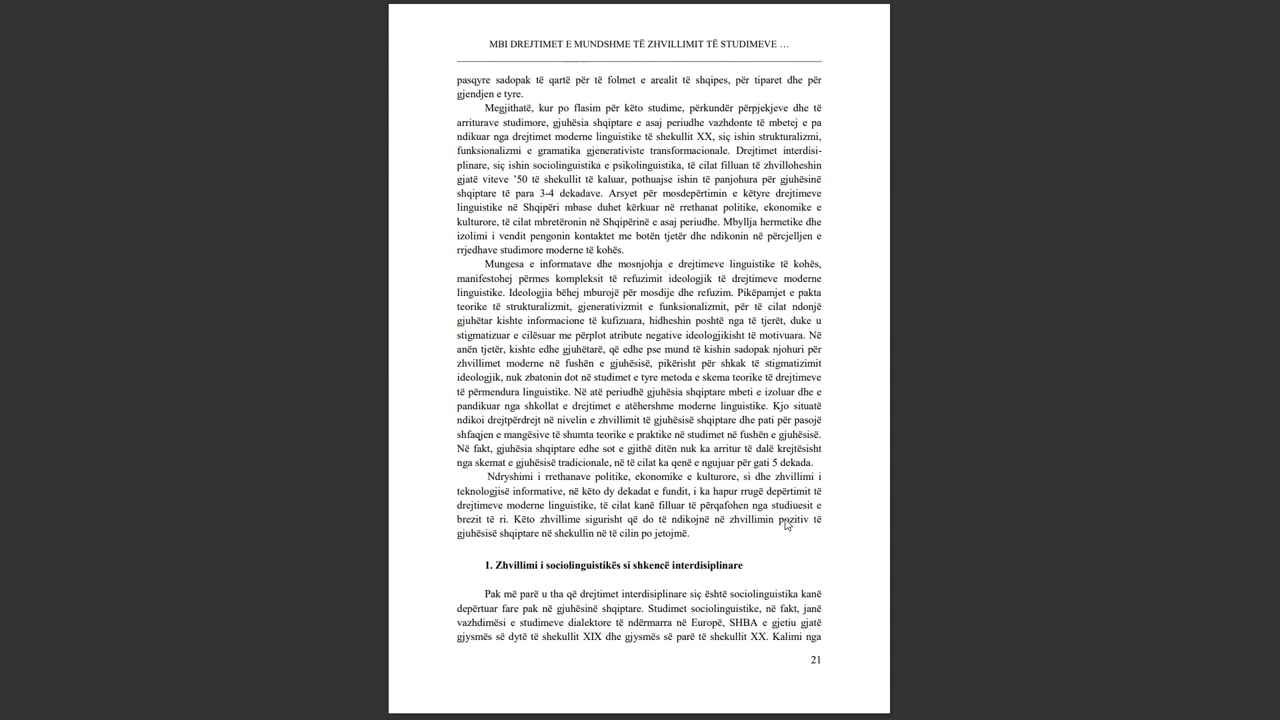 MBI DREJTIMET E MUNDSHME TË ZHVILLIMIT TË STUDIMEVE …
pasqyre sadopak të qartë për të folmet e arealit të shqipes, për tiparet dhe për
gjendjen e tyre.
Megjithatë, kur po flasim për këto studime, përkundër përpjekjeve dhe të
arriturave studimore, gjuhësia shqiptare e asaj periudhe vazhdonte të mbetej e pa
ndikuar nga drejtimet moderne linguistike të shekullit XX, siç ishin strukturalizmi,
funksionalizmi e gramatika gjenerativiste transformacionale. Drejtimet interdisi-
plinare, siç ishin sociolinguistika e psikolinguistika, të cilat filluan të zhvilloheshin
gjatë viteve ’50 të shekullit të kaluar, pothuajse ishin të panjohura për gjuhësinë
shqiptare të para 3-4 dekadave. Arsyet për mosdepërtimin e këtyre drejtimeve
linguistike në Shqipëri mbase duhet kërkuar në rrethanat politike, ekonomike e
kulturore, të cilat mbretëronin në Shqipërinë e asaj periudhe. Mbyllja hermetike dhe
izolimi i vendit pengonin kontaktet me botën tjetër dhe ndikonin në përcjelljen e
rrjedhave studimore moderne të kohës.
Mungesa e informatave dhe mosnjohja e drejtimeve linguistike të kohës,
manifestohej përmes kompleksit të refuzimit ideologjik të drejtimeve moderne
linguistike. Ideologjia bëhej mburojë për mosdije dhe refuzim. Pikëpamjet e pakta
teorike të strukturalizmit, gjenerativizmit e funksionalizmit, për të cilat ndonjë
gjuhëtar kishte informacione të kufizuara, hidheshin poshtë nga të tjerët, duke u
stigmatizuar e cilësuar me përplot atribute negative ideologjikisht të motivuara. Në
anën tjetër, kishte edhe gjuhëtarë, që edhe pse mund të kishin sadopak njohuri për
zhvillimet moderne në fushën e gjuhësisë, pikërisht për shkak të stigmatizimit
ideologjik, nuk zbatonin dot në studimet e tyre metoda e skema teorike të drejtimeve
të përmendura linguistike. Në atë periudhë gjuhësia shqiptare mbeti e izoluar dhe e
pandikuar nga shkollat e drejtimet e atëhershme moderne linguistike. Kjo situatë
ndikoi drejtpërdrejt në nivelin e zhvillimit të gjuhësisë shqiptare dhe pati për pasojë
shfaqjen e mangësive të shumta teorike e praktike në studimet në fushën e gjuhësisë.
Në fakt, gjuhësia shqiptare edhe sot e gjithë ditën nuk ka arritur të dalë krejtësisht
nga skemat e gjuhësisë tradicionale, në të cilat ka qenë e ngujuar për gati 5 dekada.
Ndryshimi i rrethanave politike, ekonomike e kulturore, si dhe zhvillimi i
teknologjisë informative, në këto dy dekadat e fundit, i ka hapur rrugë depërtimit të
drejtimeve moderne linguistike, të cilat kanë filluar të përqafohen nga studiuesit e
brezit të ri. Këto zhvillime sigurisht që do të ndikojnë në zhvillimin pozitiv të
gjuhësisë shqiptare në shekullin në të cilin po jetojmë.
1. Zhvillimi i sociolinguistikës si shkencë interdisiplinare
Pak më parë u tha që drejtimet interdisiplinare siç është sociolinguistika kanë
depërtuar fare pak në gjuhësinë shqiptare. Studimet sociolinguistike, në fakt, janë
vazhdimësi e studimeve dialektore të ndërmarra në Europë, SHBA e gjetiu gjatë
gjysmës së dytë të shekullit XIX dhe gjysmës së parë të shekullit XX. Kalimi nga
21